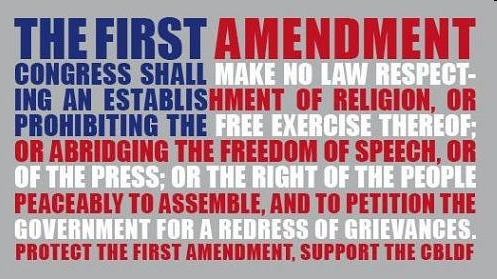 THE FIRST AMENDMENT
CONGRESS SHALL MAKE NO LAW RESPECT-
ING AN ESTABLISHMENT OF RELIGION, OR
PROHIBITING THE FREE EXERCISE THEREOF;
OR ABRIDGING THE FREEDOM OF SPEECH, OR
OF THE PRESS; OR THE RIGHT OF THE PEOPLE
PEACEABLY TO ASSEMBLE, AND TO PETITION THE
GOVERNMENT FOR A REDRESS OF GRIEVANCES.
PROTECT THE FIRST AMENDMENT, SUPPORT THE CBLDF